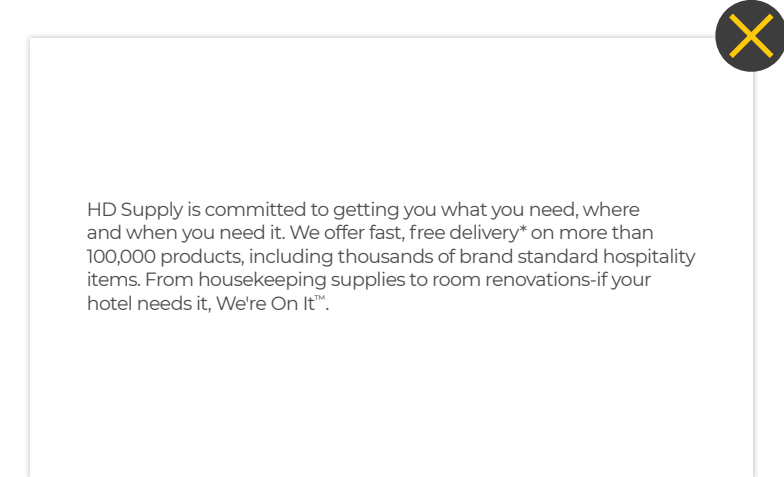 HD Supply is committed to getting you what you need, where
and when you need it. We offer fast, free delivery* on more than
100,000 products, including thousands of brand standard hospitality
items. From housekeeping supplies to room renovations-if your
hotel needs it, We're On It™.